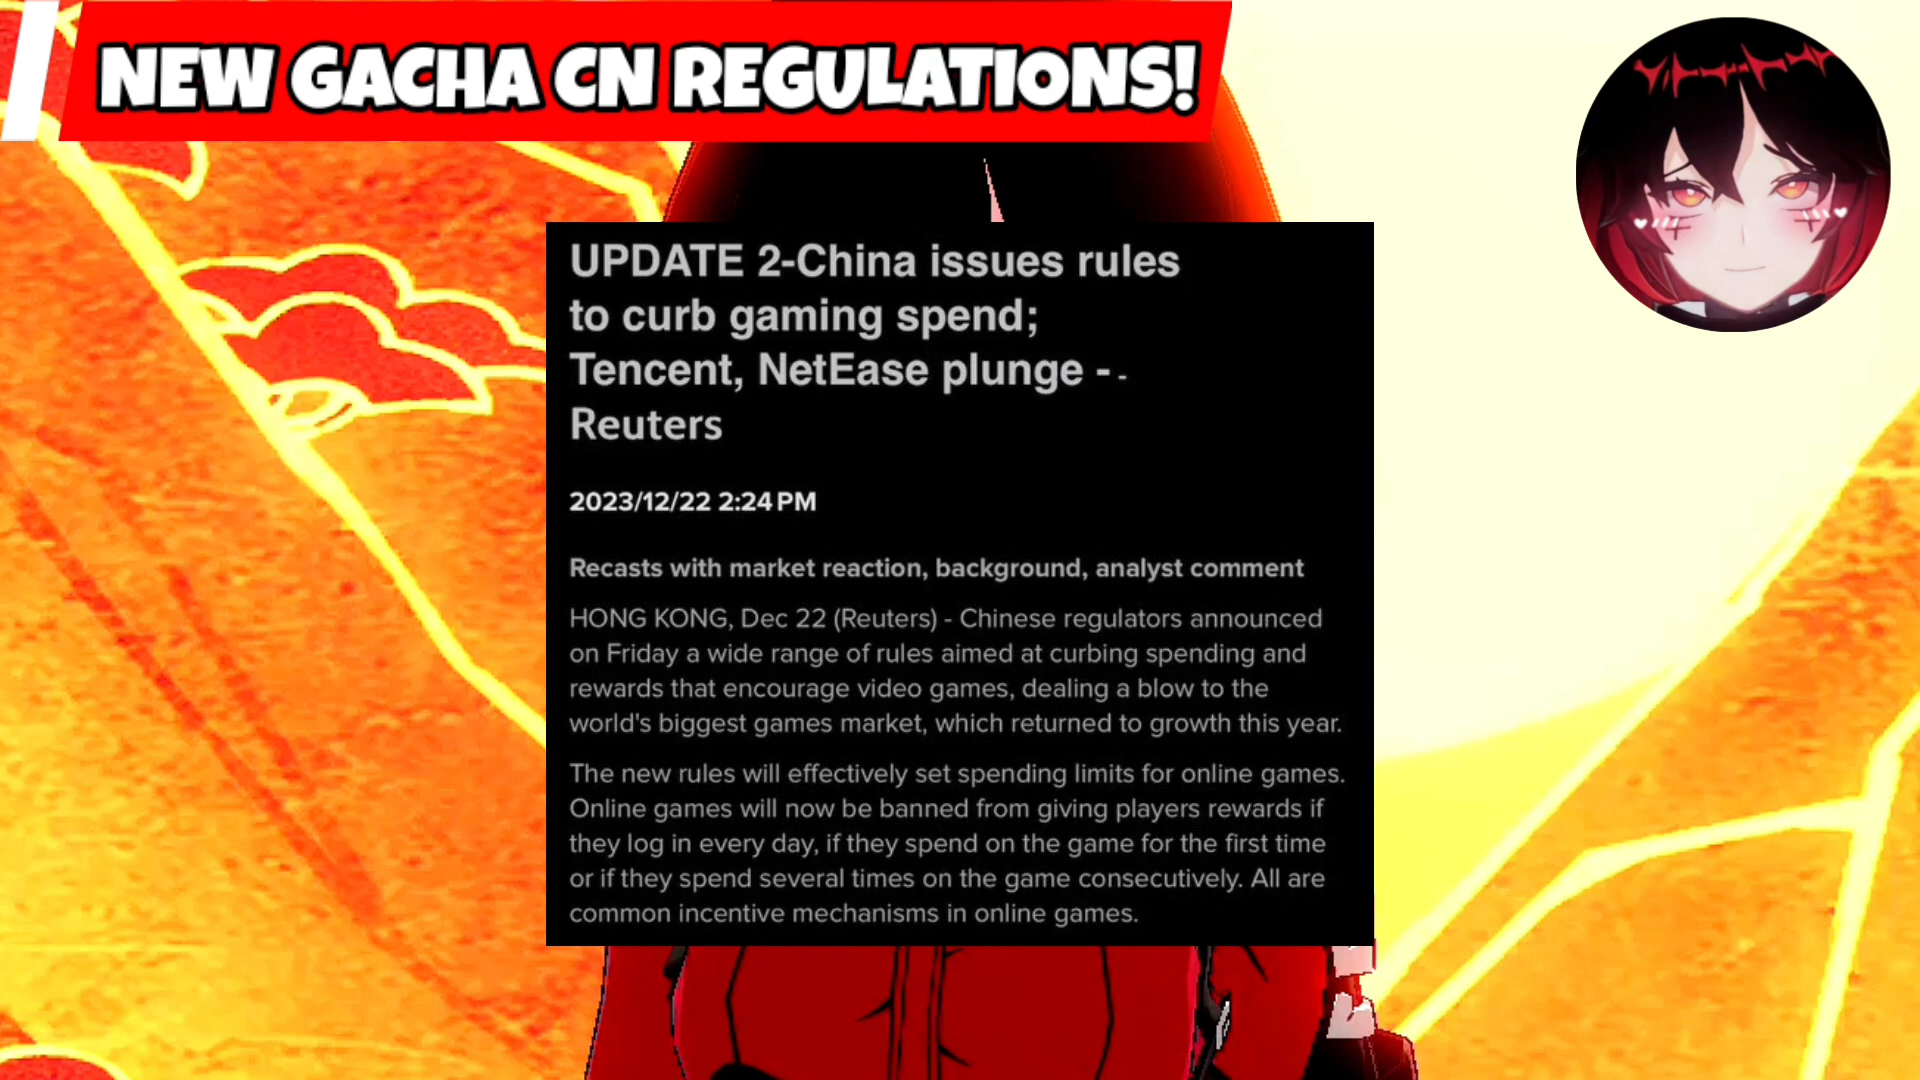 NEW GACHA CN REGULATIONS!
UPDATE 2-China issues rules
to curb gaming spend;
Tencent, NetEase plunge - -
Reuters
2023/12/22 2:24 PM
Recasts with market reaction, background, analyst comment
HONG KONG, Dec 22 (Reuters) - Chinese regulators announced
on Friday a wide range of rules aimed at curbing spending and
rewards that encourage video games, dealing a blow to the
world's biggest games market, which returned to growth this year.
The new rules will effectively set spending limits for online games.
Online games will now be banned from giving players rewards if
they log in every day, if they spend on the game for the first time
or if they spend several times on the game consecutively. All are
common incentive mechanisms in online games.